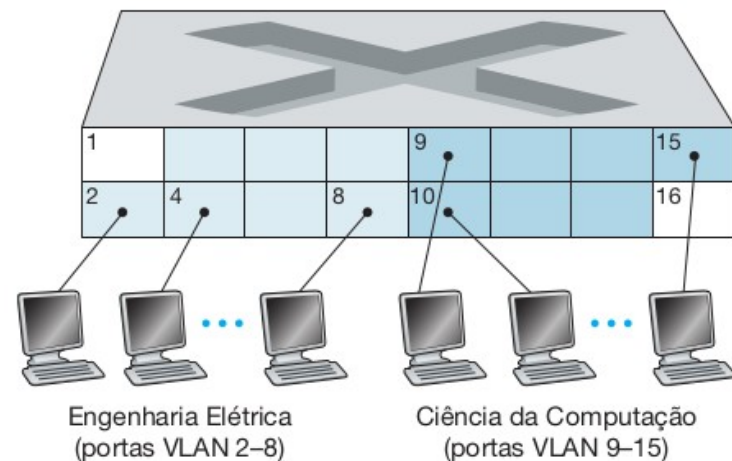 1 9 15
2 4 8 10 16
Engenharia Elétrica
(portas VLAN 2–8)
Ciência da Computação
(portas VLAN 9–15)